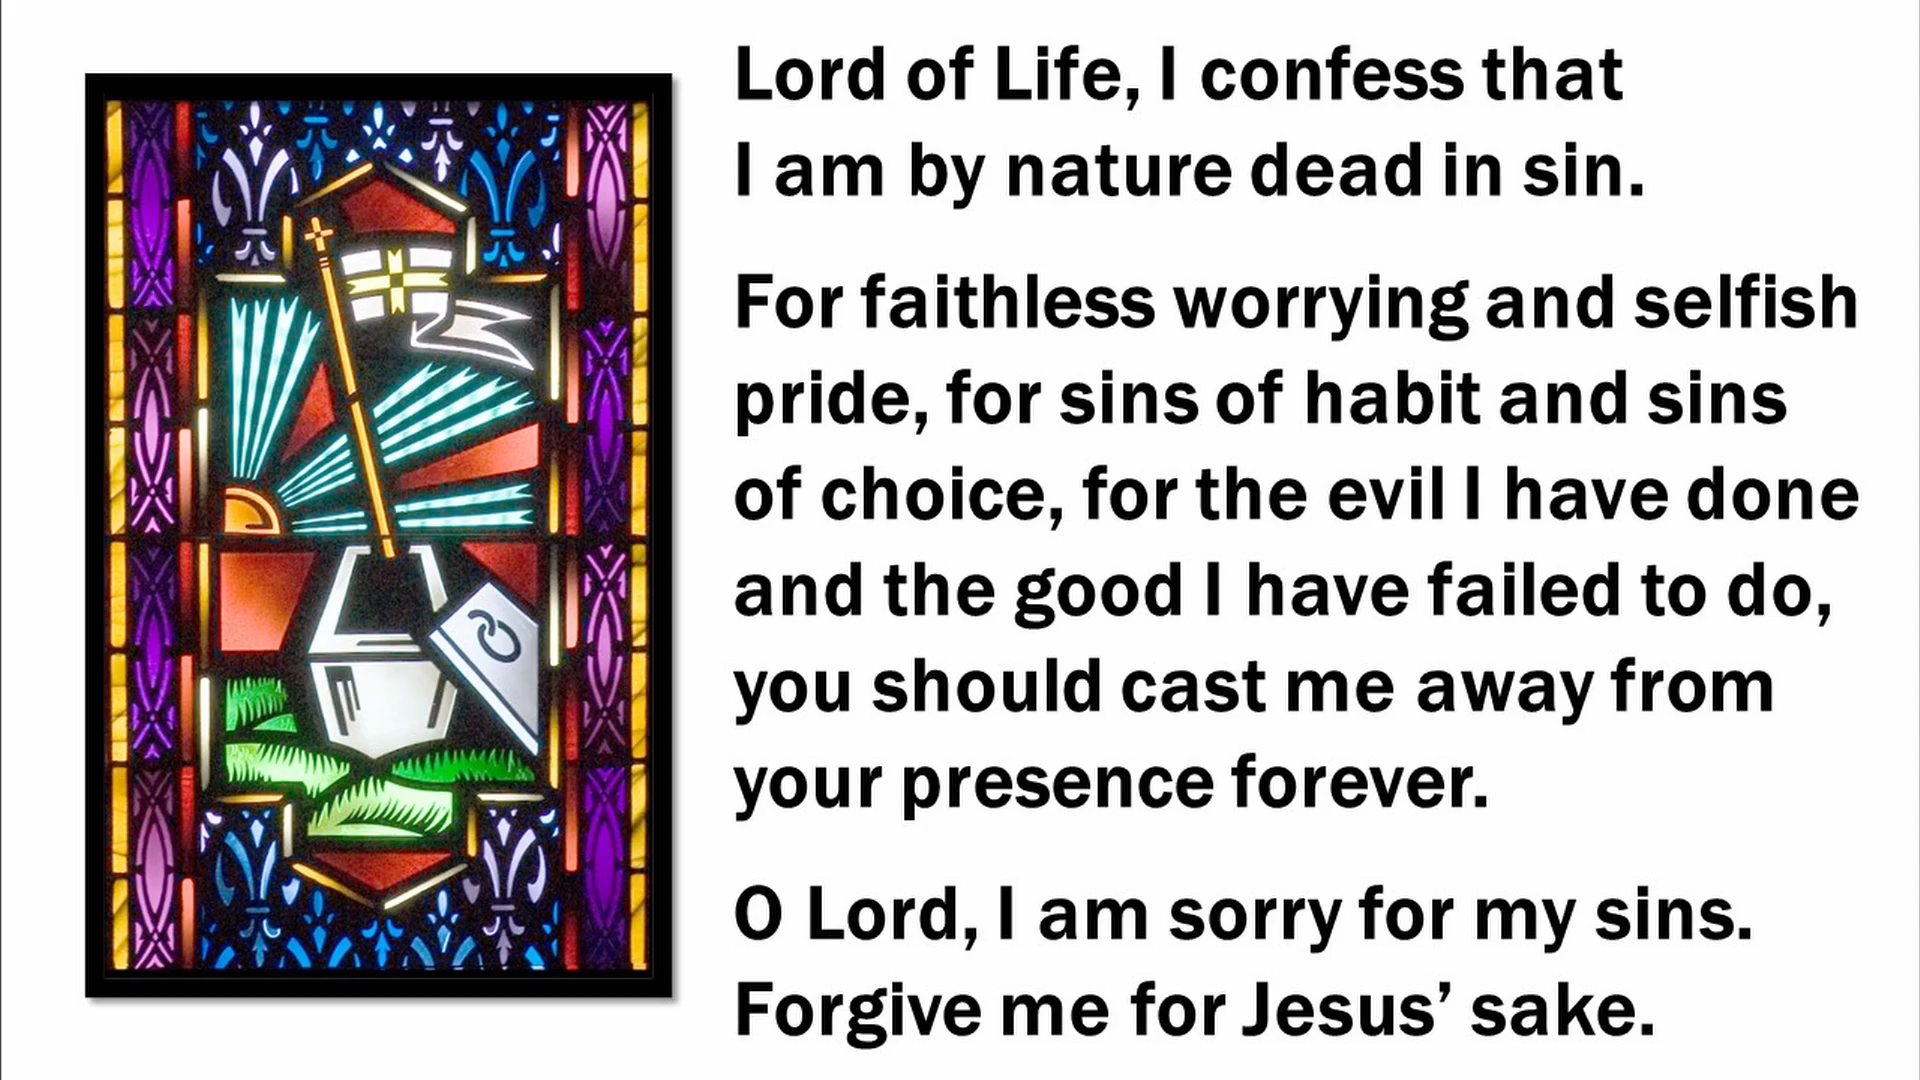 Lord of Life, I confess that
I am by nature dead in sin.
For faithless worrying and selfish
pride, for sins of habit and sins
of choice, for the evil I have done
and the good I have failed to do,
you should cast me away from
your presence forever.
O Lord, I am sorry for my sins.
Forgive me for Jesus’ sake.